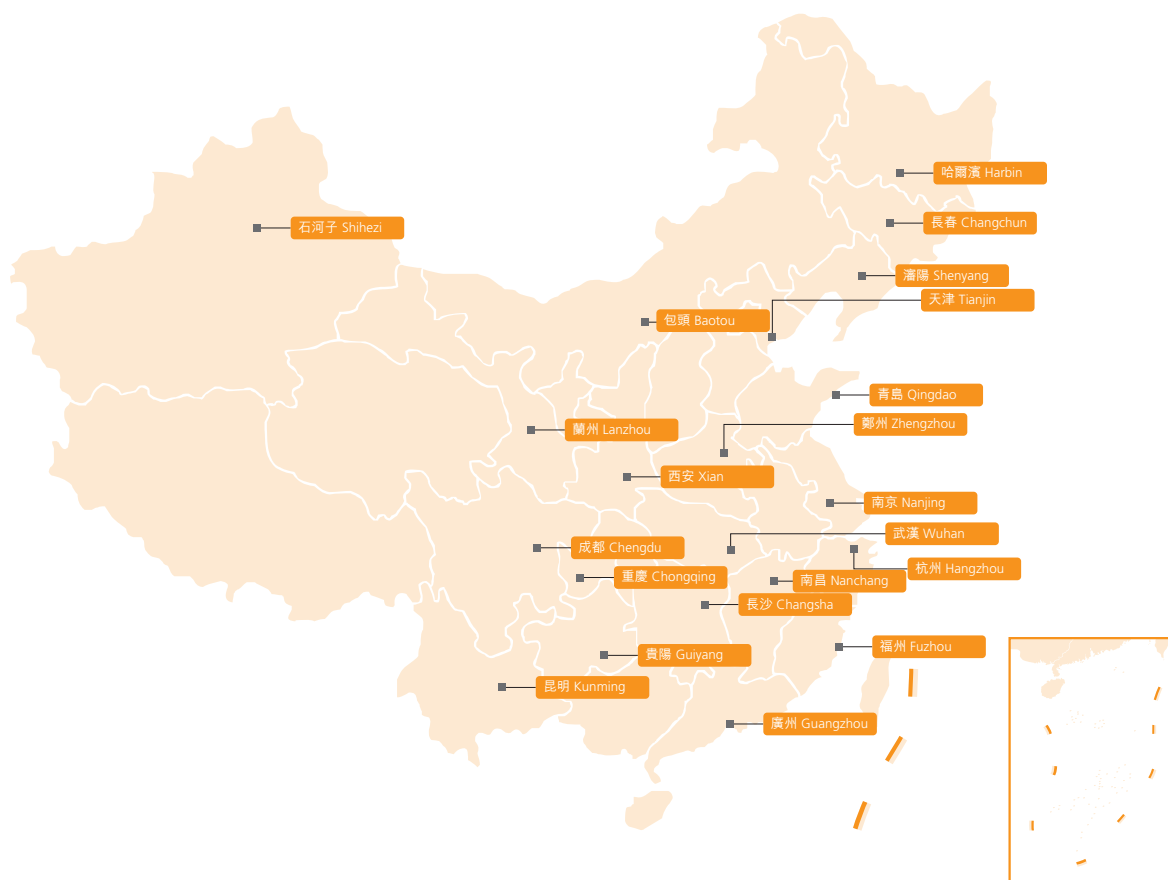 哈爾濱 Harbin
石河子 Shihezi
長春 Changchun
瀋陽 Shenyang
天津 Tianjin
包頭 Baotou
青島 Qingdao
鄭州 Zhengzhou
蘭州 Lanzhou
西安 Xian
南京 Nanjing
武漢 Wuhan
成都 Chengdu
杭州 Hangzhou
重慶 Chongqing
南昌 Nanchang
長沙 Changsha
福州 Fuzhou
貴陽 Guiyang
昆明 Kunming
廣州 Guangzhou